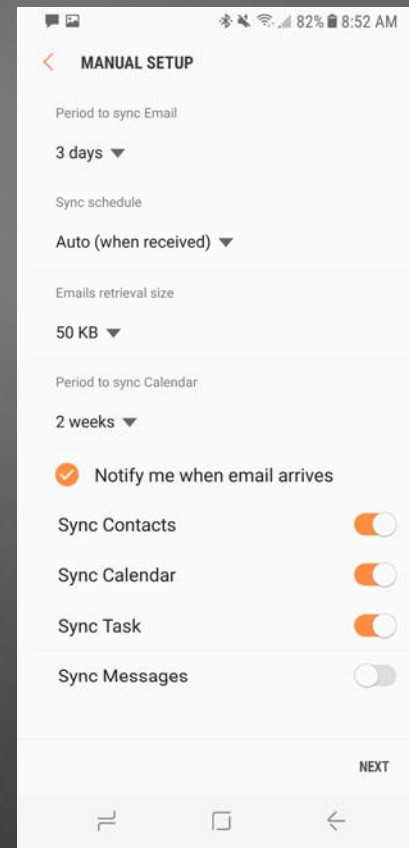 82% 8:52 AM
MANUAL SETUP
Period to sync Email
3 days
Sync schedule
Auto (when received)
Emails retrieval size
50 KB
Period to sync Calendar
2 weeks
Notify me when email arrives
Sync Contacts
Sync Calendar
Sync Task
Sync Messages
NEXT